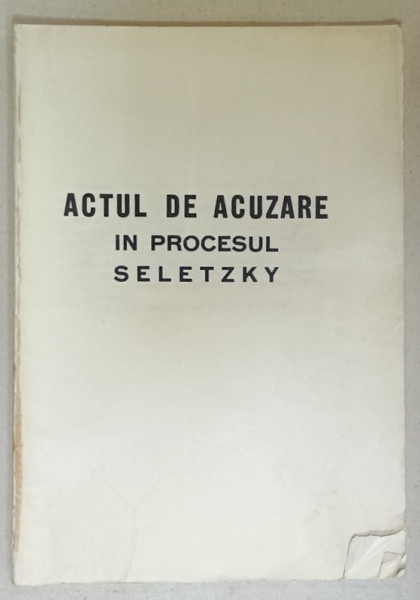 ACTUL DE ACUZARE
IN PROCESUL
SELETZKY